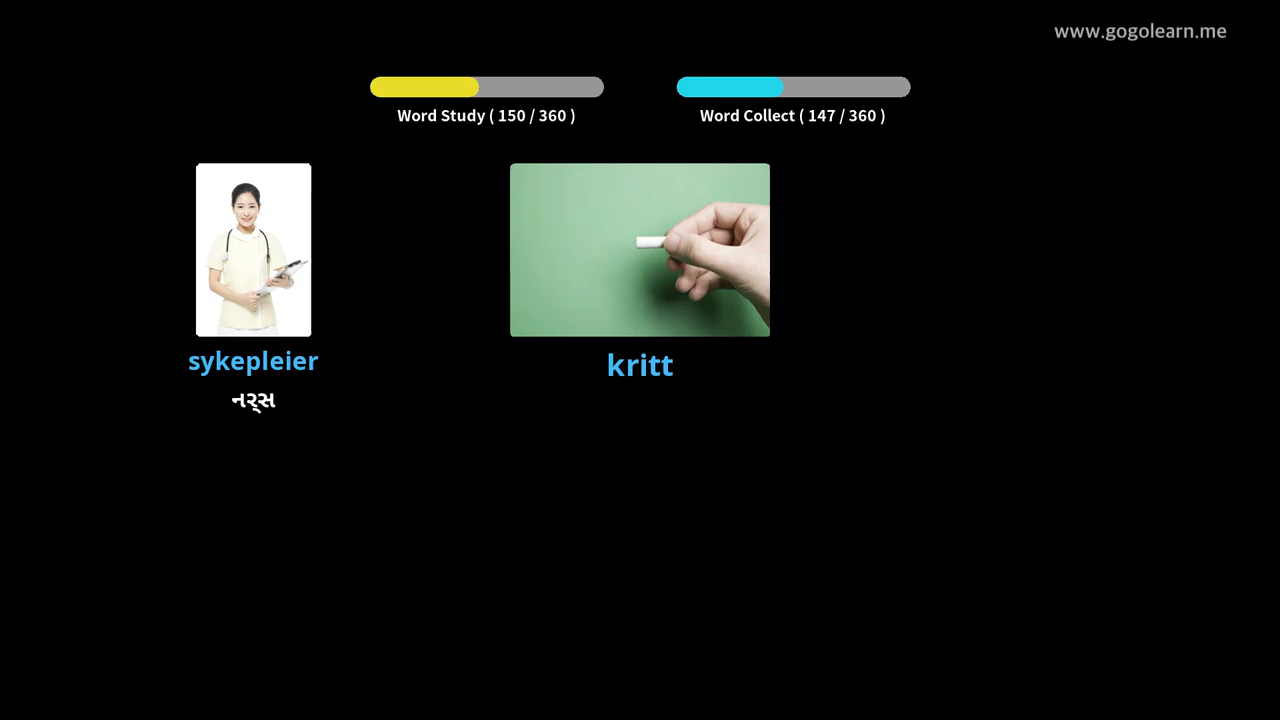 www.gogolearn.me
Word Study ( 150 / 360 )
Word Collect ( 147 / 360 )
sykepleier
નર્સ
kritt